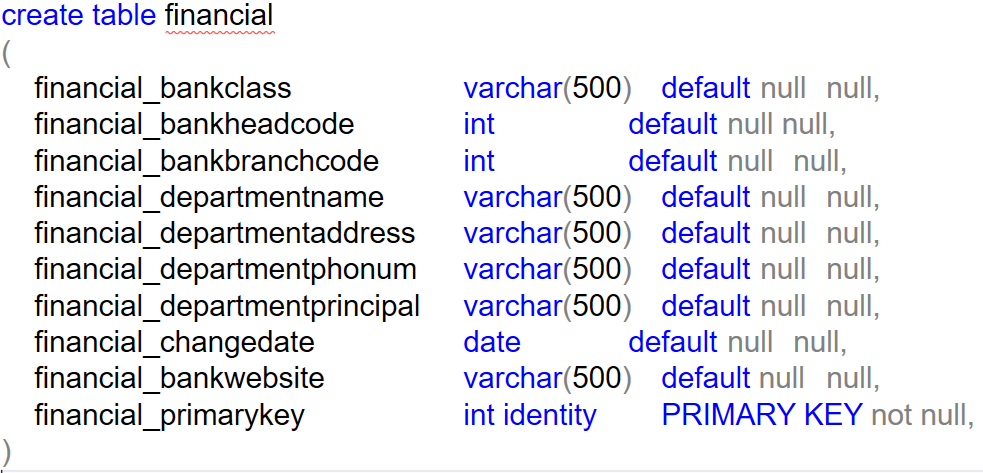 create table financial
(
financial_bankclass varchar(500) default null null,
financial_bankheadcode int default null null,
financial_bankbranchcode int default null null,
financial_departmentname varchar(500) default null null,
financial_departmentaddress varchar(500) default null null,
financial_departmentphonum varchar(500) default null null,
financial_departmentprincipal varchar(500) default null null,
financial_changedate date default null null,
financial_bankwebsite varchar(500) default null null,
financial_primarykey int identity PRIMARY KEY not null,
)